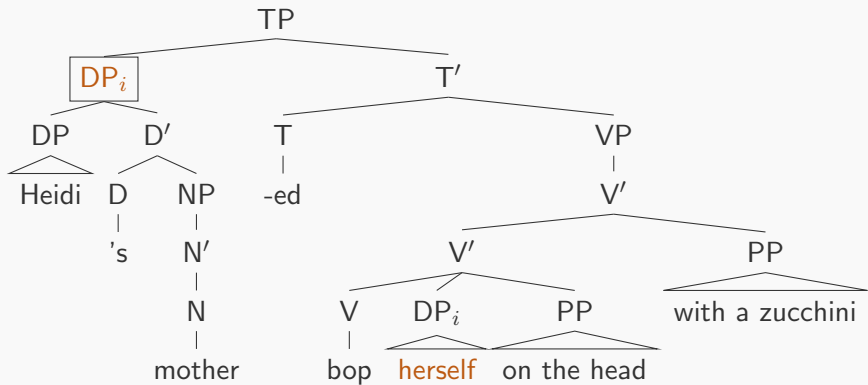 TP
DPᵢ T′
DP D′ T VP
Heidi D NP -ed V′
's N′ V′ PP
N V DPᵢ PP with a zucchini
mother bop herself on the head